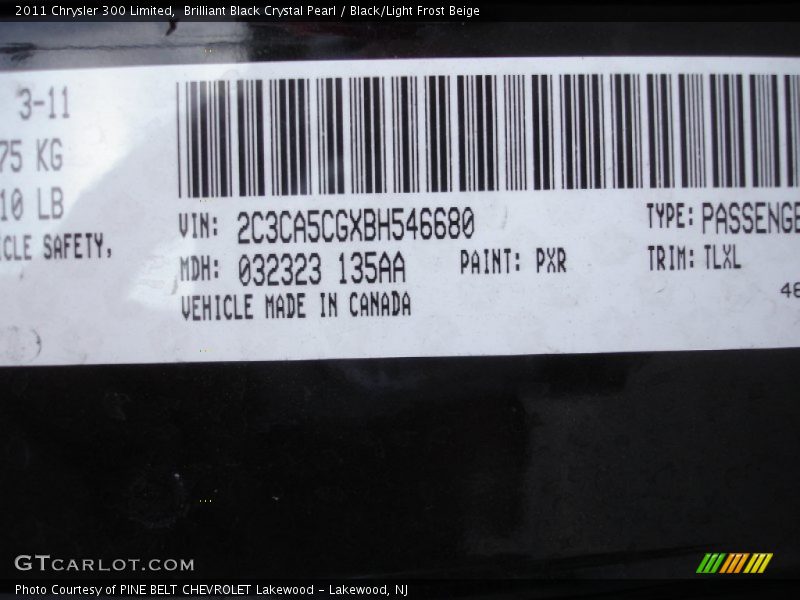 2011 Chrysler 300 Limited, Brilliant Black Crystal Pearl / Black/Light Frost Beige
3-11
75 KG
10 LB
CLE SAFETY,
VIN: 2C3CA5CGXBH546680
TYPE: PASSENGE
MDH: 032323 135AA
PAINT: PXR
TRIM: TLXL
VEHICLE MADE IN CANADA
48
GTCARLOT.COM
Photo Courtesy of PINE BELT CHEVROLET Lakewood - Lakewood, NJ